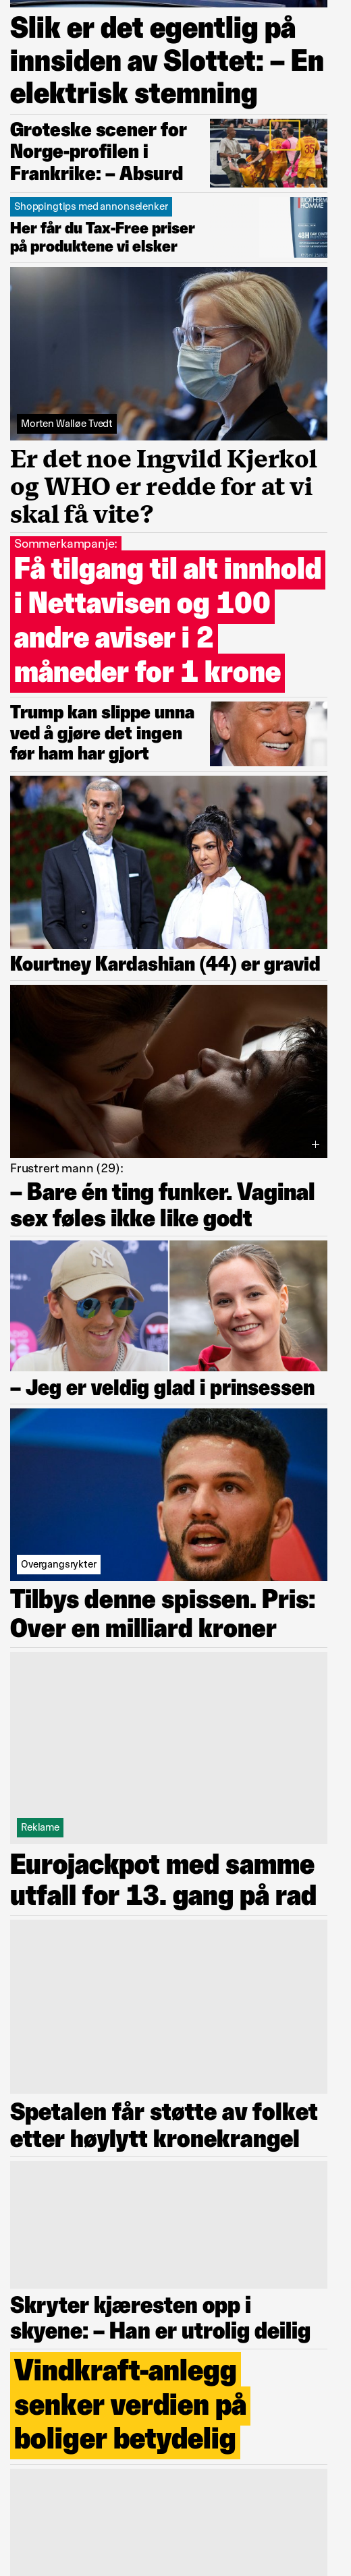 Slik er det egentlig på
innsiden av Slottet: – En
elektrisk stemning
Groteske scener for
Norge-profilen i
Frankrike: – Absurd
35
Shoppingtips med annonselenker
Her får du Tax-Free priser
på produktene vi elsker
BIOTHERM
HOMME
48H DAY CONTROL
Morten Walløe Tvedt
Er det noe Ingvild Kjerkol
og WHO er redde for at vi
skal få vite?
Sommerkampanje:
Få tilgang til alt innhold
i Nettavisen og 100
andre aviser i 2
måneder for 1 krone
Trump kan slippe unna
ved å gjøre det ingen
før ham har gjort
Kourtney Kardashian (44) er gravid
Frustrert mann (29):
– Bare én ting funker. Vaginal
sex føles ikke like godt
– Jeg er veldig glad i prinsessen
Overgangsrykter
Tilbys denne spissen. Pris:
Over en milliard kroner
Reklame
Eurojackpot med samme
utfall for 13. gang på rad
Spetalen får støtte av folket
etter høylytt kronekrangel
Skryter kjæresten opp i
skyene: – Han er utrolig deilig
Vindkraft-anlegg
senker verdien på
boliger betydelig